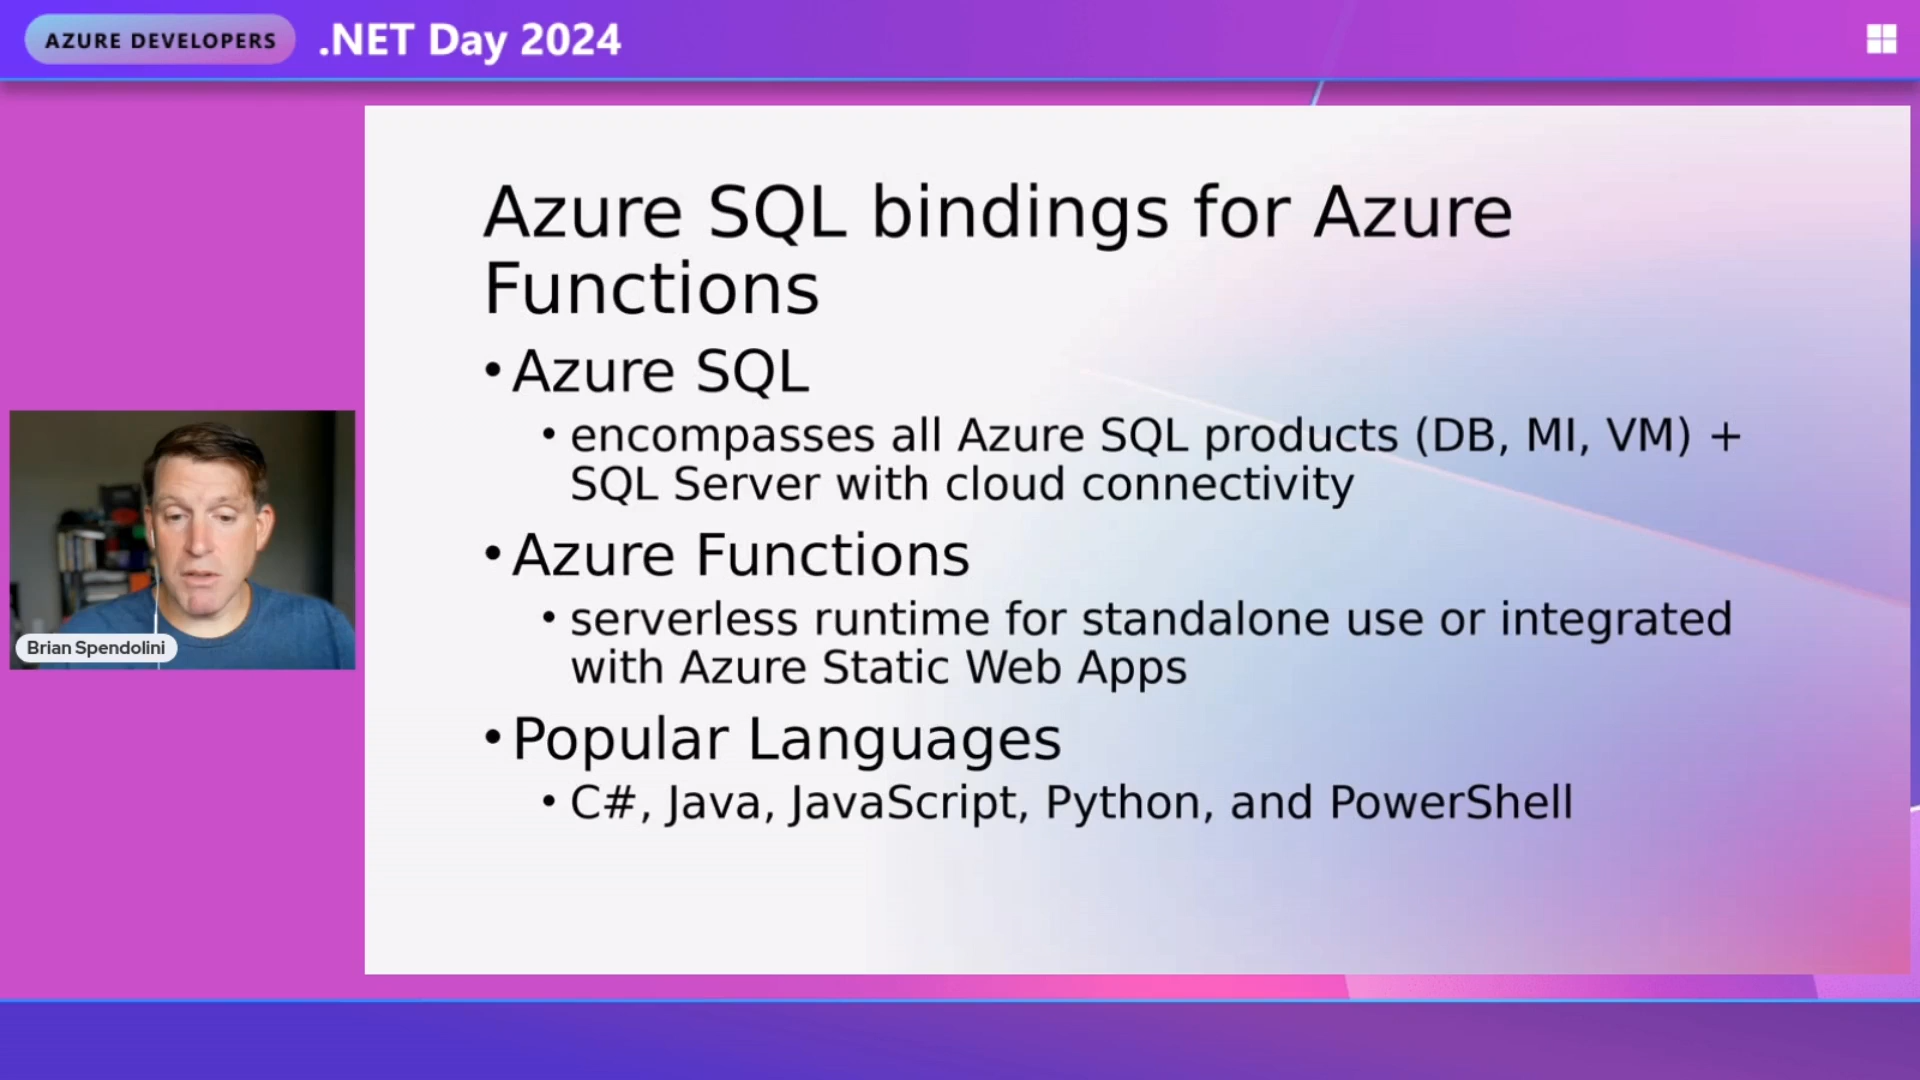 AZURE DEVELOPERS .NET Day 2024
Azure SQL bindings for Azure
Functions
• Azure SQL
• encompasses all Azure SQL products (DB, MI, VM) +
SQL Server with cloud connectivity
• Azure Functions
• serverless runtime for standalone use or integrated
with Azure Static Web Apps
• Popular Languages
• C#, Java, JavaScript, Python, and PowerShell
Brian Spendolini